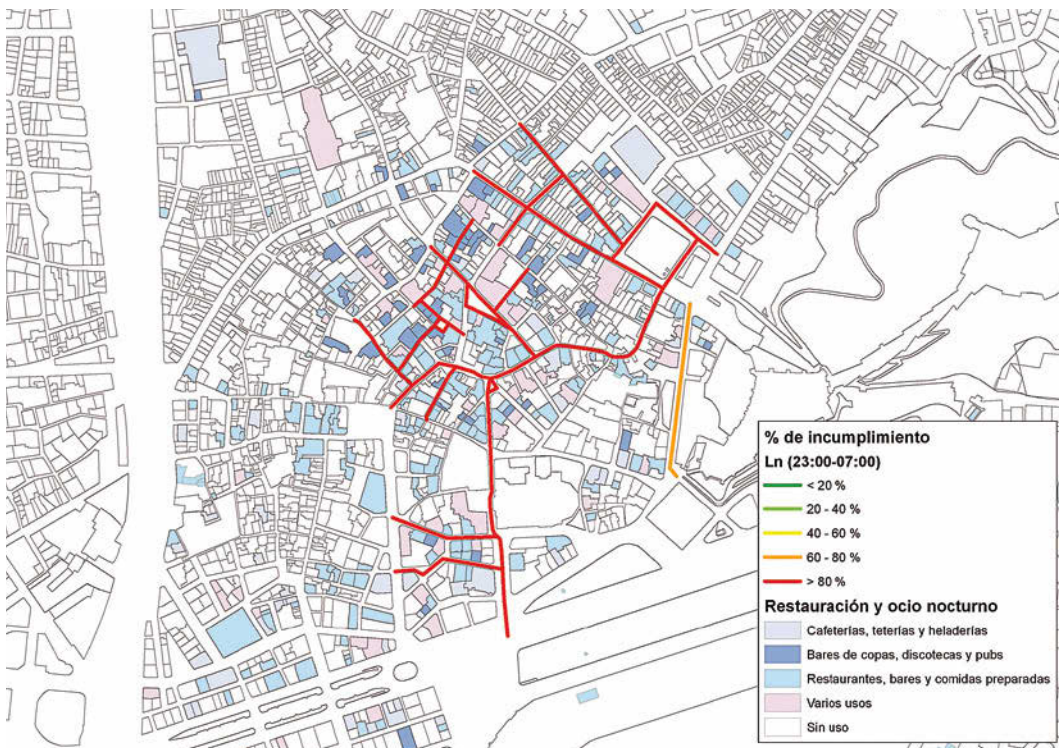 % de incumplimiento
Ln (23:00-07:00)
< 20 %
20 - 40 %
40 - 60 %
60 - 80 %
> 80 %
Restauración y ocio nocturno
Cafeterías, teterías y heladerías
Bares de copas, discotecas y pubs
Restaurantes, bares y comidas preparadas
Varios usos
Sin uso